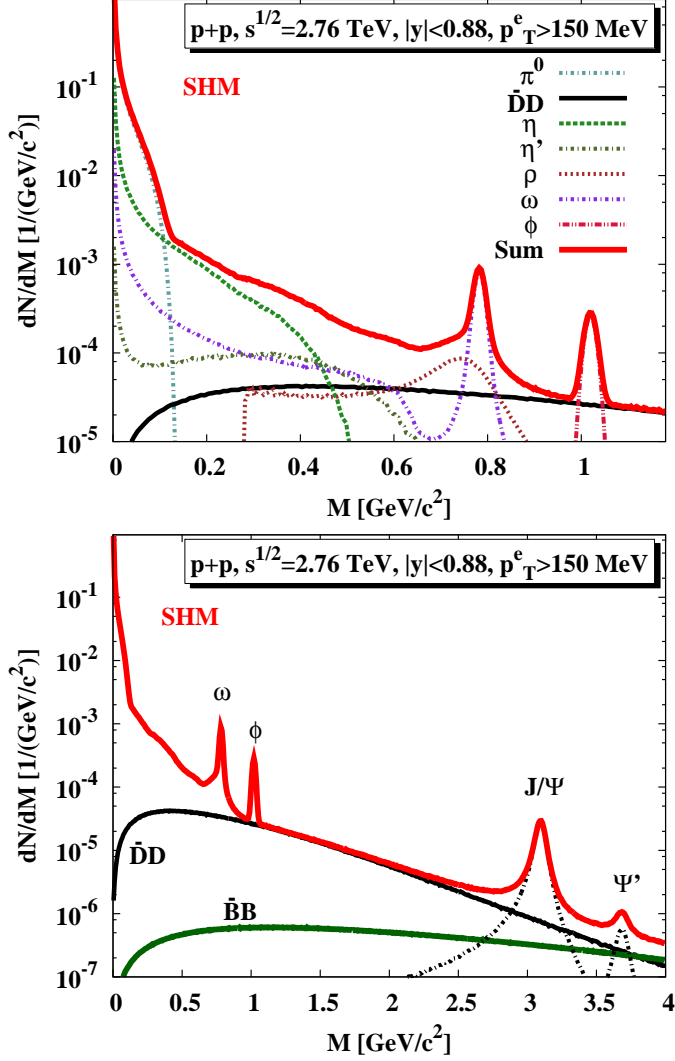 p+p, s^{1/2}=2.76 TeV, |y|<0.88, p^e_T>150 MeV
SHM
π^0
D̄D
η
η'
ρ
ω
ϕ
Sum
dN/dM [1/(GeV/c^2)]
10^-1
10^-2
10^-3
10^-4
10^-5
0 0.2 0.4 0.6 0.8 1
M [GeV/c^2]
p+p, s^{1/2}=2.76 TeV, |y|<0.88, p^e_T>150 MeV
SHM
ω
ϕ
J/Ψ
Ψ'
D̄D
B̄B
dN/dM [1/(GeV/c^2)]
10^-1
10^-2
10^-3
10^-4
10^-5
10^-6
10^-7
0 0.5 1 1.5 2 2.5 3 3.5 4
M [GeV/c^2]